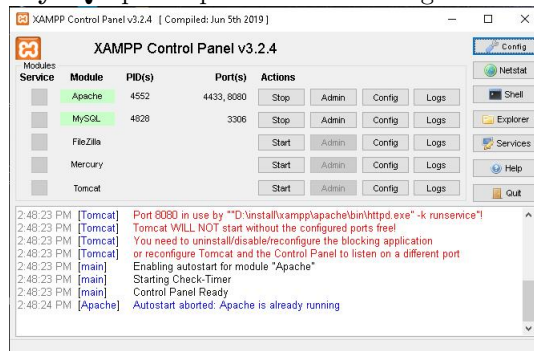 XAMPP Control Panel v3.2.4 [ Compiled: Jun 5th 2019 ]
XAMPP Control Panel v3.2.4
Config
Modules
Service Module PID(s) Port(s) Actions
Netstat
Apache 4552 4433, 8080 Stop Admin Config Logs
Shell
MySQL 4828 3306 Stop Admin Config Logs
Explorer
FileZilla Start Admin Config Logs
Services
Mercury Start Admin Config Logs
Help
Tomcat Start Admin Config Logs
Quit
2:48:23 PM [Tomcat] Port 8080 in use by ""D:\install\xampp\apache\bin\httpd.exe" -k runservice"!
2:48:23 PM [Tomcat] Tomcat WILL NOT start without the configured ports free!
2:48:23 PM [Tomcat] You need to uninstall/disable/reconfigure the blocking application
2:48:23 PM [Tomcat] or reconfigure Tomcat and the Control Panel to listen on a different port
2:48:23 PM [main] Enabling autostart for module "Apache"
2:48:23 PM [main] Starting Check-Timer
2:48:23 PM [main] Control Panel Ready
2:48:24 PM [Apache] Autostart aborted: Apache is already running